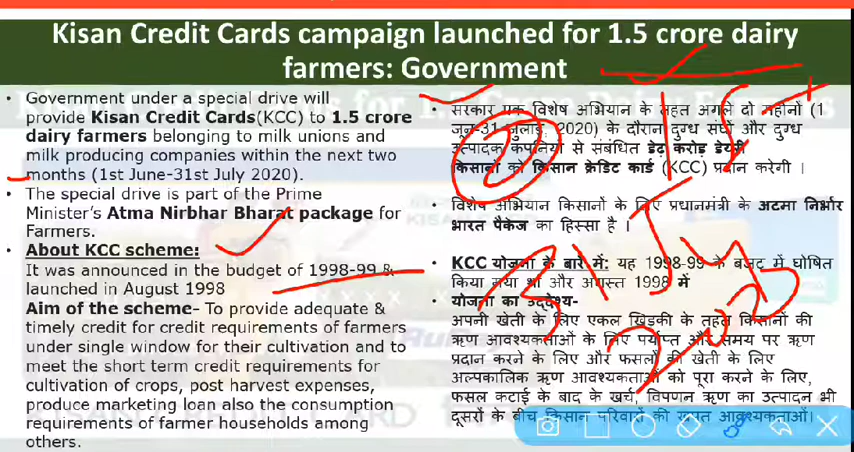 Kisan Credit Cards campaign launched for 1.5 crore dairy
farmers: Government
• Government under a special drive will
provide Kisan Credit Cards(KCC) to 1.5 crore
dairy farmers belonging to milk unions and
milk producing companies within the next two
months (1st June-31st July 2020).
• The special drive is part of the Prime
Minister's Atma Nirbhar Bharat package for
Farmers.
• About KCC scheme:
It was announced in the budget of 1998-99 &
launched in August 1998
Aim of the scheme- To provide adequate &
timely credit for credit requirements of farmers
under single window for their cultivation and to
meet the short term credit requirements for
cultivation of crops, post harvest expenses,
produce marketing loan also the consumption
requirements of farmer households among
others.
• सरकार एक विशेष अभियान के तहत अगले दो महीनों (1
जून-31 जुलाई, 2020) के दौरान दुग्ध संघों और दुग्ध
उत्पादक कंपनियों से संबंधित डेढ़ करोड़ डेयरी
किसानों को किसान क्रेडिट कार्ड (KCC) प्रदान करेगी ।
• विशेष अभियान किसानों के लिए प्रधानमंत्री के अटमा निर्भार
भारत पैकेज का हिस्सा है ।
• KCC योजना के बारे में: यह 1998-99 के बजट में घोषित
किया गया था और अगस्त 1998 में
• योजना का उद्देश्य-
अपनी खेती के लिए एकल खिड़की के तहत किसानों की
ऋण आवश्यकताओं के लिए पर्याप्त और समय पर ऋण
प्रदान करने के लिए और फसलों की खेती के लिए
अल्पकालिक ऋण आवश्यकताओं को पूरा करने के लिए,
फसल कटाई के बाद के खर्च, विपणन ऋण का उत्पादन भी
दूसरों के बीच किसान परिवारों की खपत आवश्यकताओं।
2
1st
31 July
2020